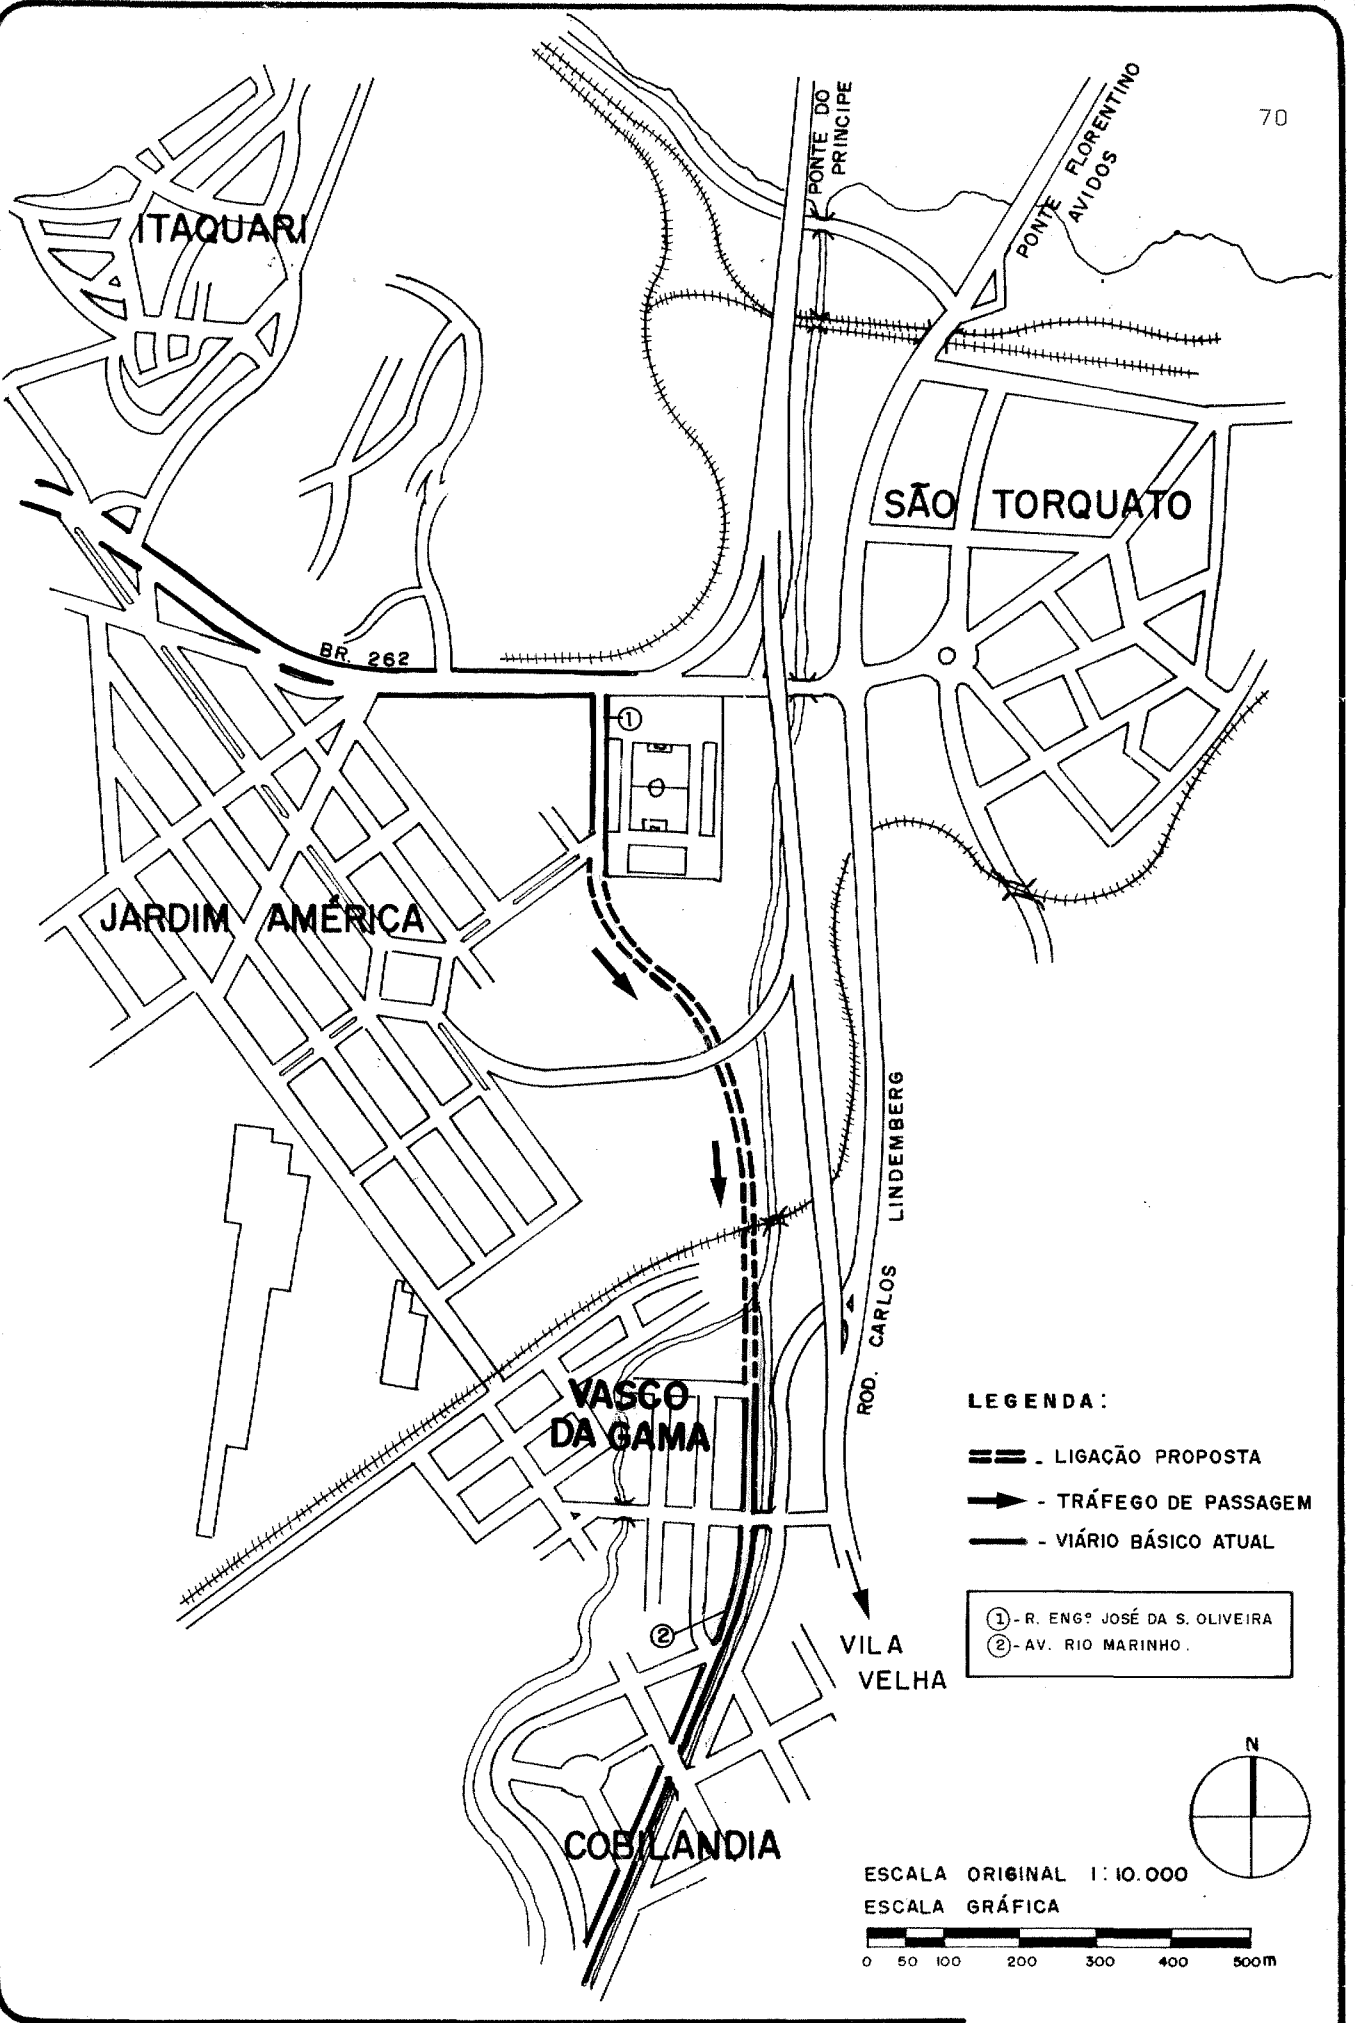 70
PONTE DO
PRINCIPE
PONTE FLORENTINO
AVIDOS
ITAQUARI
SÃO TORQUATO
BR. 262
1
JARDIM AMÉRICA
ROD. CARLOS LINDEMBERG
VASCO
DA GAMA
2
VILA
VELHA
COBILANDIA
LEGENDA:
- LIGAÇÃO PROPOSTA
- TRÁFEGO DE PASSAGEM
- VIÁRIO BÁSICO ATUAL
1 - R. ENGº JOSÉ DA S. OLIVEIRA
2 - AV. RIO MARINHO.
N
ESCALA ORIGINAL 1:10.000
ESCALA GRÁFICA
0 50 100 200 300 400 500m